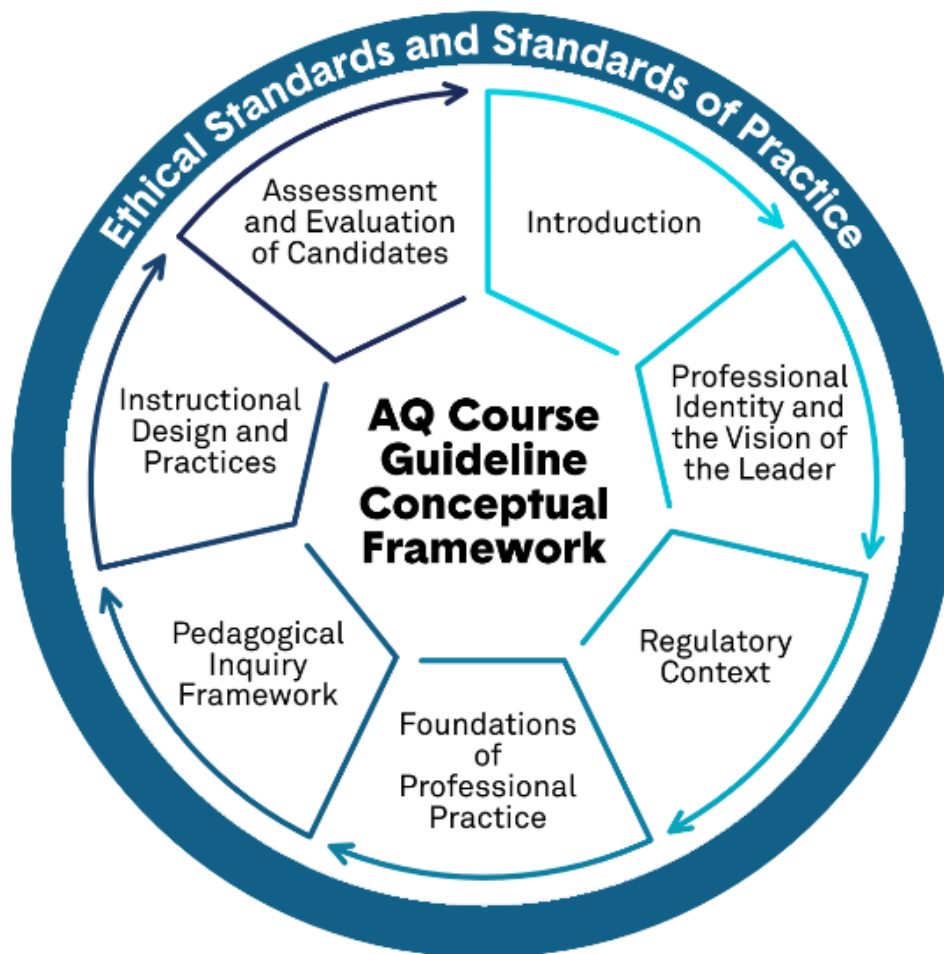 Ethical Standards and Standards of Practice
Assessment
and Evaluation
of Candidates
Introduction
Professional
Identity and
the Vision of
the Leader
Regulatory
Context
Foundations
of
Professional
Practice
Pedagogical
Inquiry
Framework
Instructional
Design and
Practices
AQ Course
Guideline
Conceptual
Framework